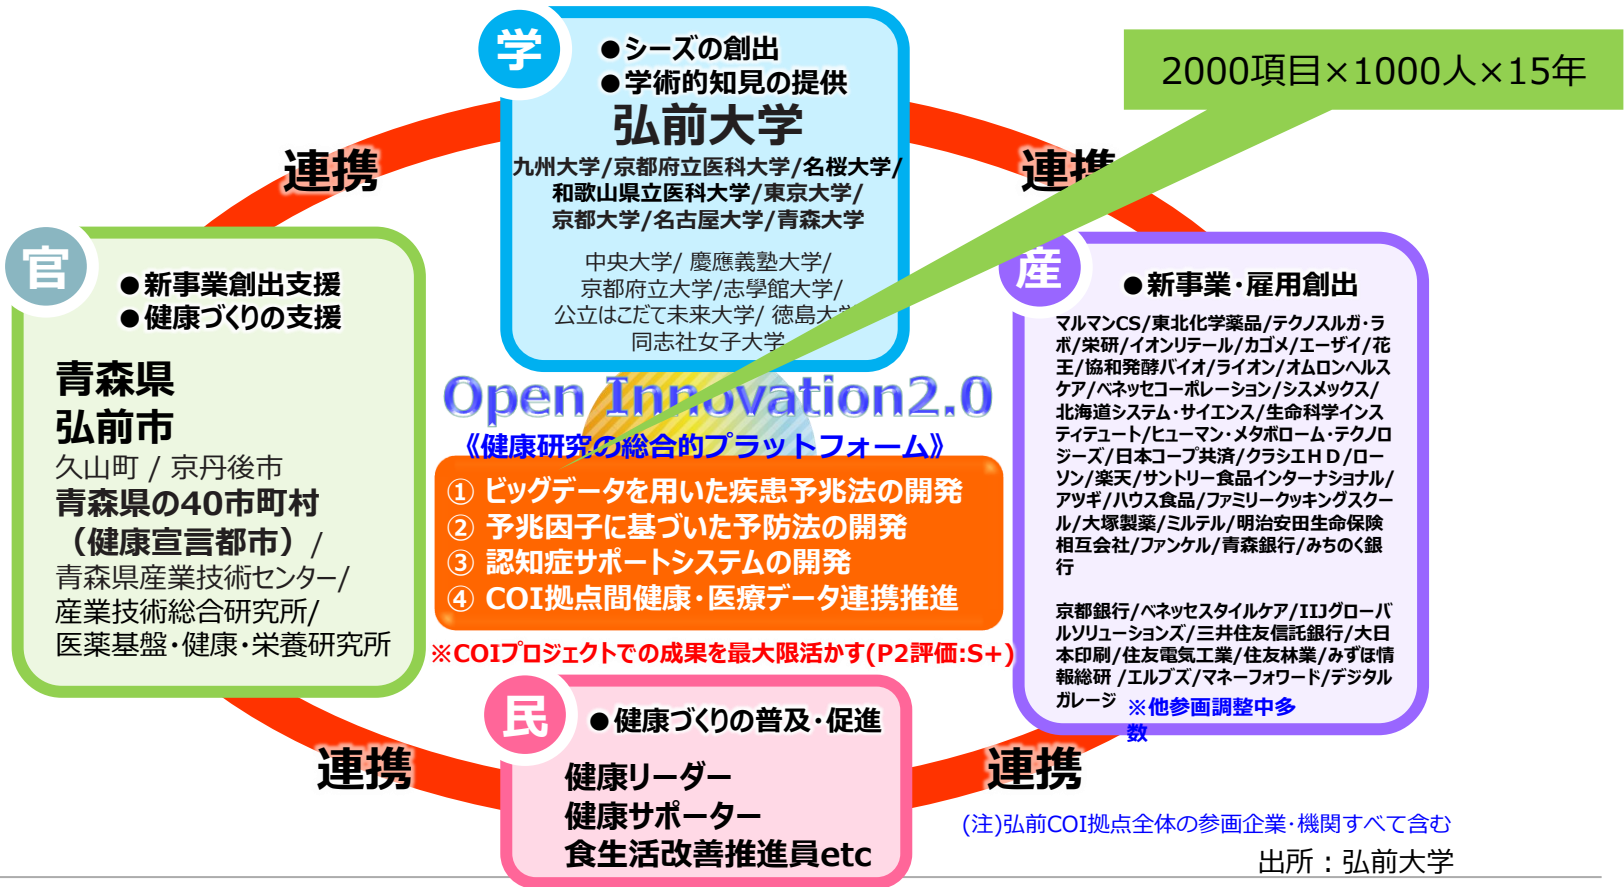 学
●シーズの創出
●学術的知見の提供
弘前大学
九州大学/京都府立医科大学/名桜大学/
和歌山県立医科大学/東京大学/
京都大学/名古屋大学/青森大学
中央大学/ 慶應義塾大学/
京都府立大学/志學館大学/
公立はこだて未来大学/ 徳島大学
同志社女子大学
2000項目×1000人×15年
連携
連携
官
●新事業創出支援
●健康づくりの支援
青森県
弘前市
久山町 / 京丹後市
青森県の40市町村
（健康宣言都市）/
青森県産業技術センター/
産業技術総合研究所/
医薬基盤・健康・栄養研究所
Open Innovation2.0
《健康研究の総合的プラットフォーム》
① ビッグデータを用いた疾患予兆法の開発
② 予兆因子に基づいた予防法の開発
③ 認知症サポートシステムの開発
④ COI拠点間健康・医療データ連携推進
※COIプロジェクトでの成果を最大限活かす(P2評価:S+)
産
●新事業・雇用創出
マルマンCS/東北化学薬品/テクノスルガ・ラ
ボ/栄研/イオンリテール/カゴメ/エーザイ/花
王/協和発酵バイオ/ライオン/オムロンヘルス
ケア/ベネッセコーポレーション/シスメックス/
北海道システム・サイエンス/生命科学インス
ティテュート/ヒューマン・メタボローム・テクノロ
ジーズ/日本コープ共済/クラシエＨＤ/ロー
ソン/楽天/サントリー食品インターナショナル/
アツギ/ハウス食品/ファミリークッキングスクー
ル/大塚製薬/ミルテル/明治安田生命保険
相互会社/ファンケル/青森銀行/みちのく銀
行
京都銀行/ベネッセスタイルケア/IIJグローバ
ルソリューションズ/三井住友信託銀行/大日
本印刷/住友電気工業/住友林業/みずほ情
報総研 /エルブズ/マネーフォワード/デジタル
ガレージ ※他参画調整中多
数
民
●健康づくりの普及・促進
健康リーダー
健康サポーター
食生活改善推進員etc
連携
連携
(注)弘前COI拠点全体の参画企業・機関すべて含む
出所：弘前大学